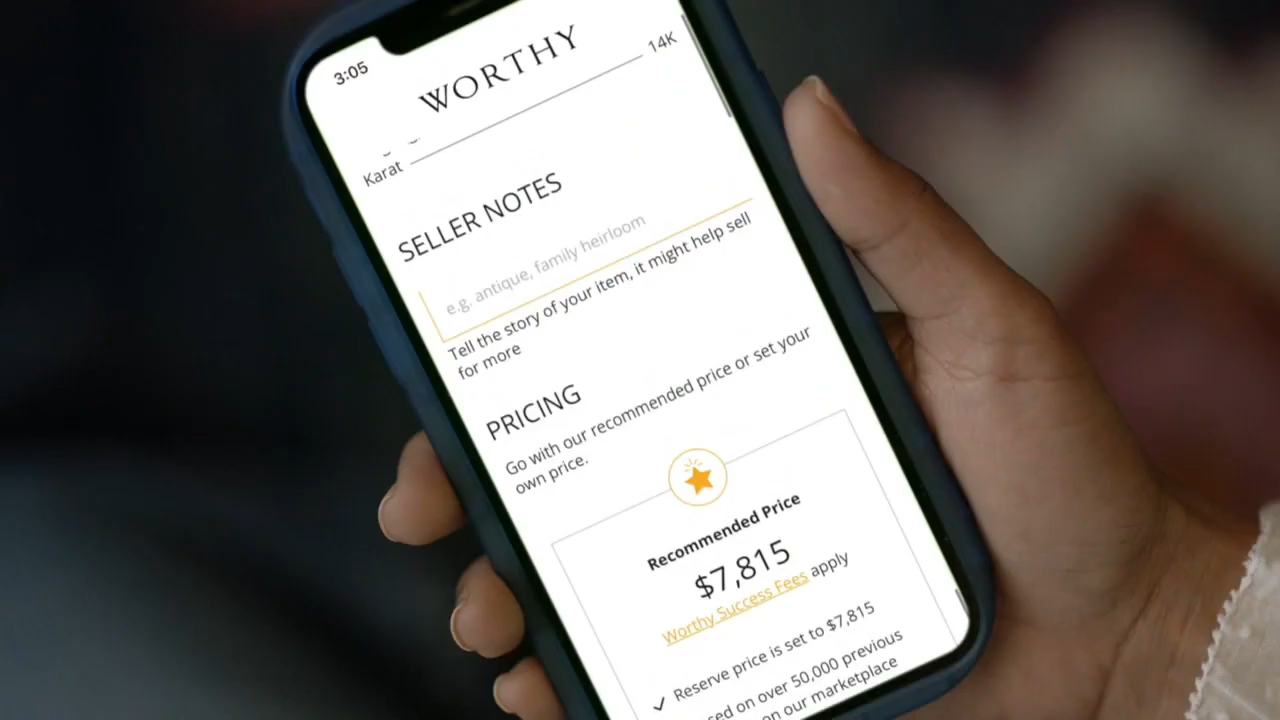 3:05
WORTHY
Karat
14K
SELLER NOTES
e.g. antique, family heirloom
Tell the story of your item, it might help sell
for more
PRICING
Go with our recommended price or set your
own price.
Recommended Price
$7,815
Worthy Success Fees apply
Reserve price is set to $7,815
over 50,000 previous
on our marketplace